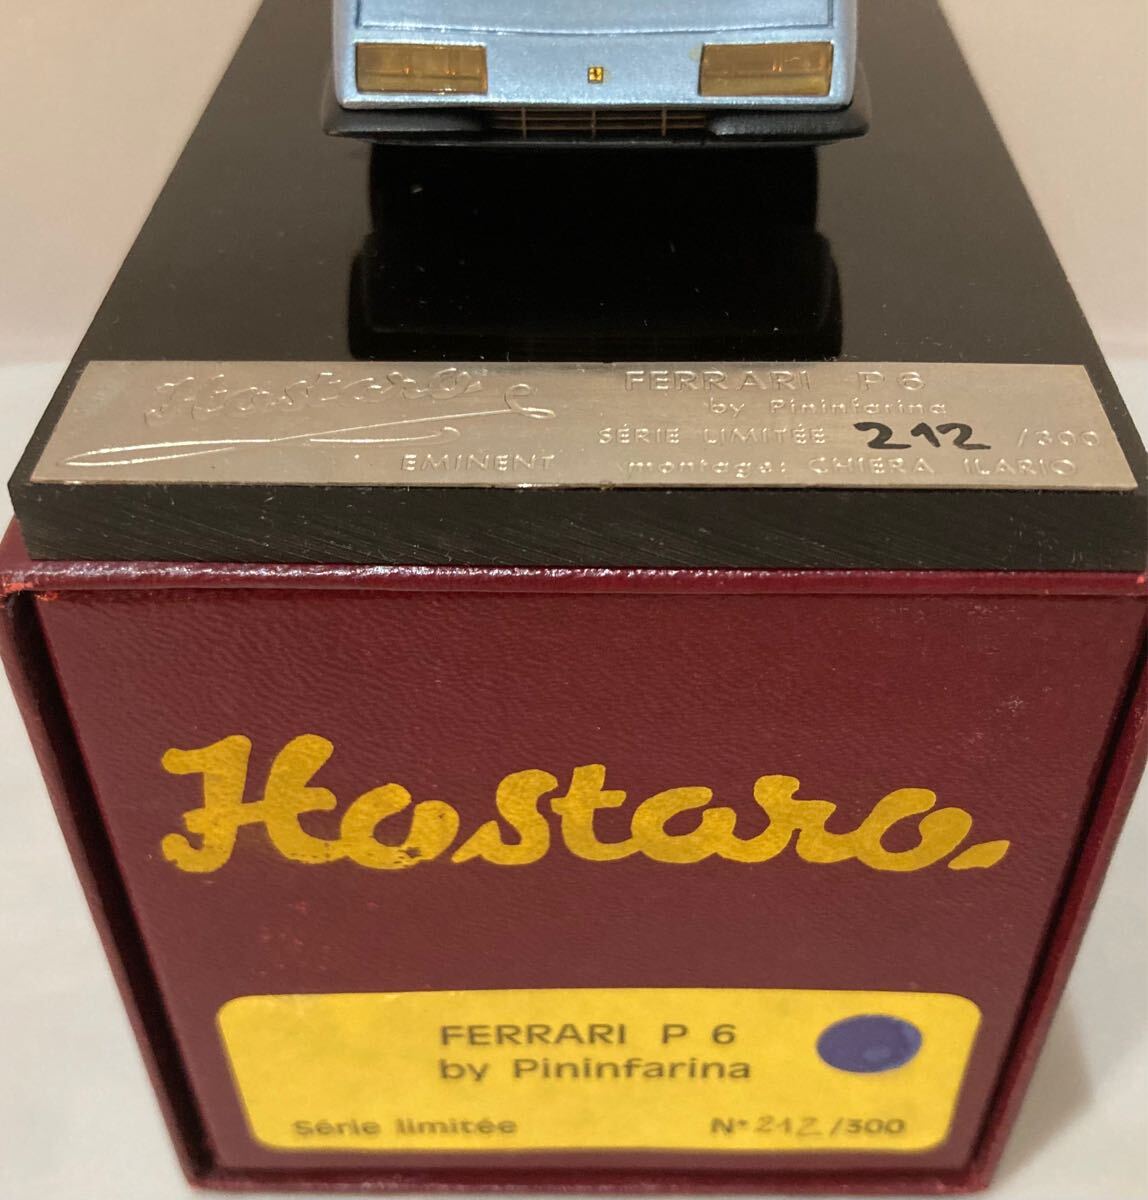 Hostaro
FERRARI P 6
by Pininfarina
SÉRIE LIMITÉE 212 /300
EMINENT montage: CHIERA ILARIO
Hostaro.
FERRARI P 6
by Pininfarina
Série limitée N° 212/300